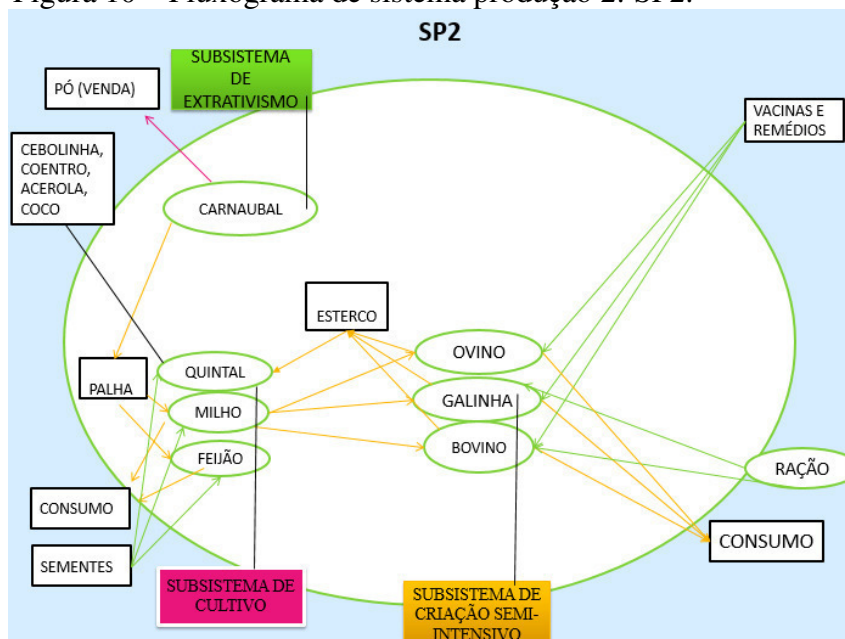 Figura 10 – Fluxograma de sistema produção 2: SP2.
SP2
SUBSISTEMA
DE
EXTRATIVISMO
PÓ (VENDA)
VACINAS E
REMÉDIOS
CEBOLINHA,
COENTRO,
ACEROLA,
COCO
CARNAUBAL
ESTERCO
OVINO
QUINTAL
PALHA
GALINHA
MILHO
BOVINO
FEIJÃO
RAÇÃO
CONSUMO
CONSUMO
SEMENTES
SUBSISTEMA DE
CULTIVO
SUBSISTEMA DE
CRIAÇÃO SEMI-
INTENSIVO